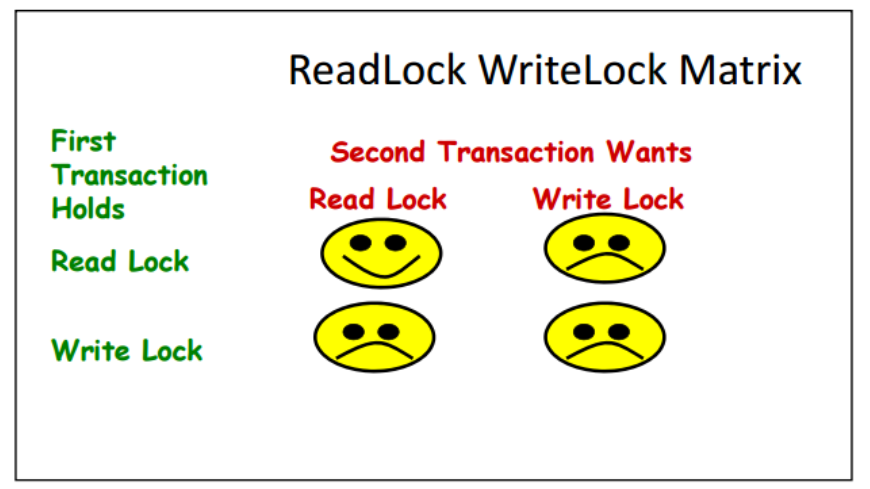 ReadLock WriteLock Matrix
First
Transaction
Holds
Second Transaction Wants
Read Lock Write Lock
Read Lock
Write Lock